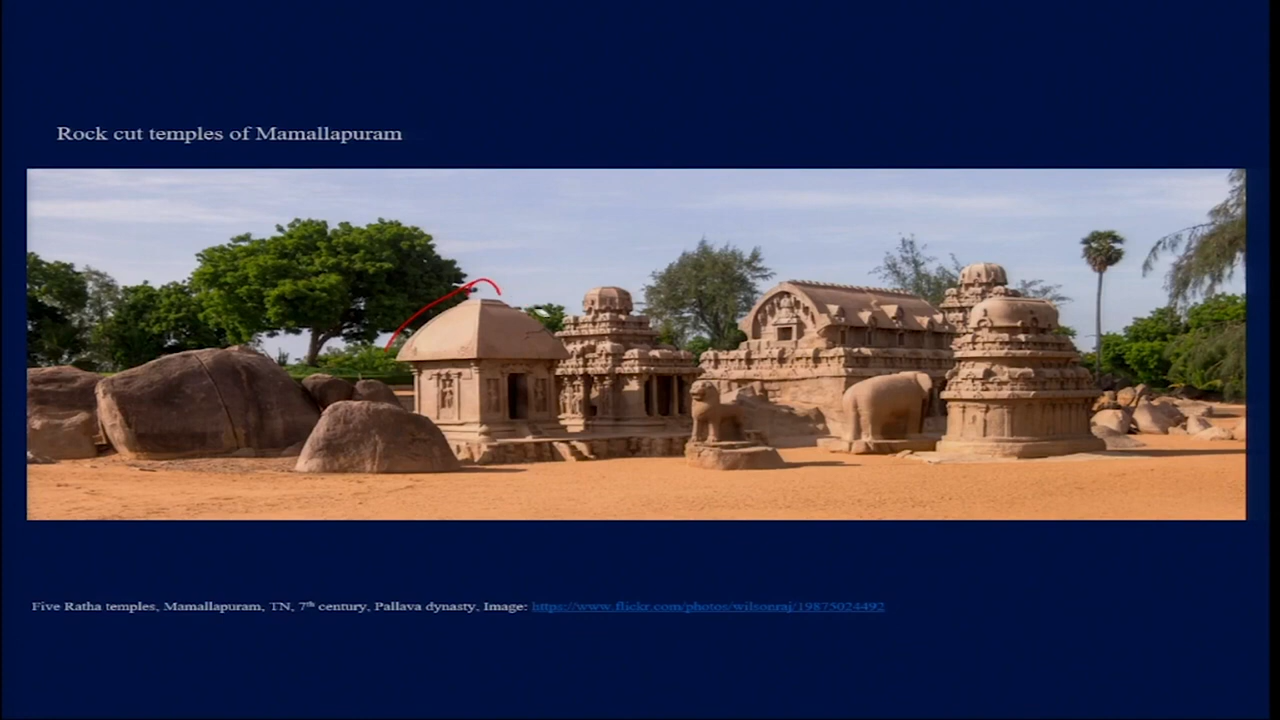 Rock cut temples of Mamallapuram
Five Ratha temples, Mamallapuram, TN, 7th century, Pallava dynasty, Image: https://www.flickr.com/photos/wilsonraj/19875024492